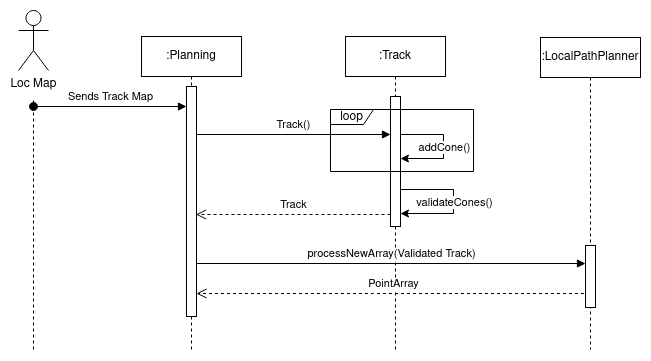 :Planning
:Track
:LocalPathPlanner
Loc Map
Sends Track Map
loop
Track()
addCone()
validateCones()
Track
processNewArray(Validated Track)
PointArray